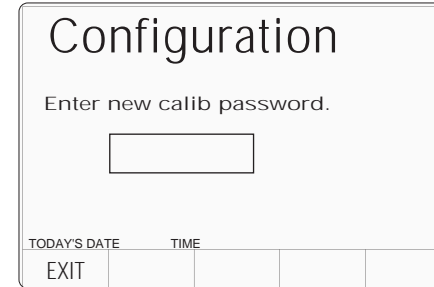 Configuration
Enter new calib password.
TODAY'S DATE TIME
EXIT